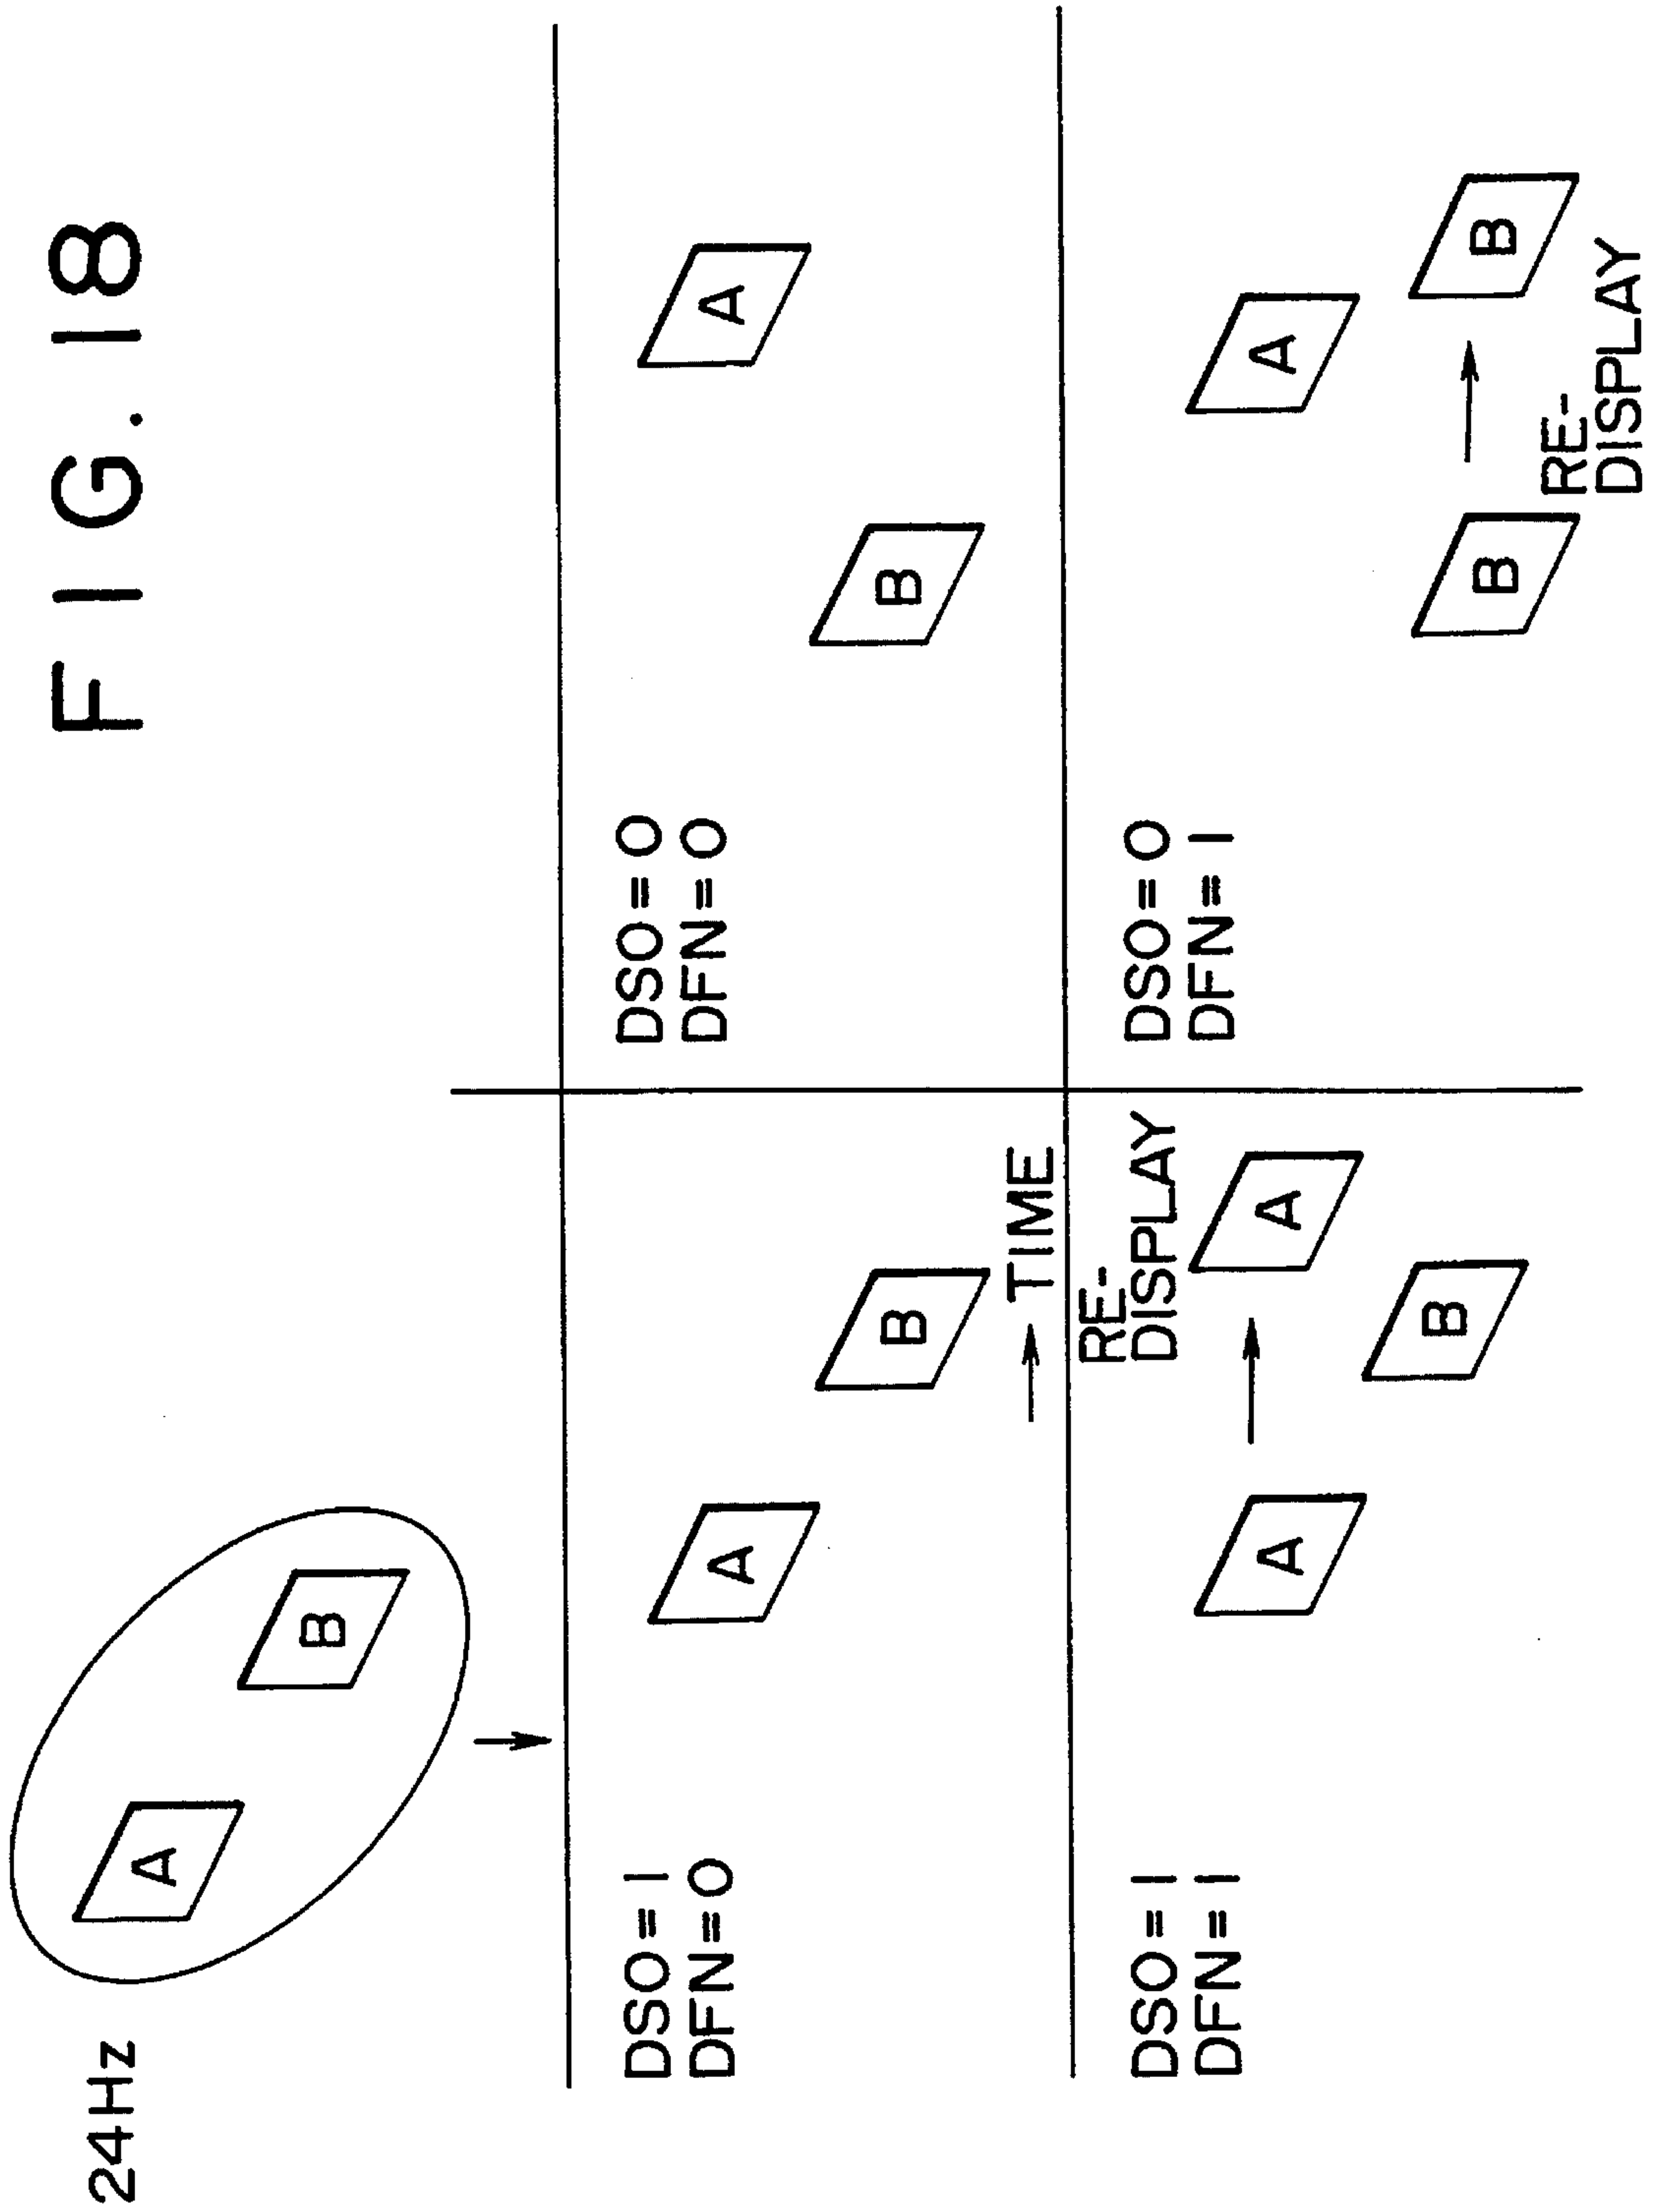 FIG. 18
24Hz
A
B
DSO=1
DFN=0
A
B
TIME
DSO=0
DFN=0
A
B
DSO=1
DFN=1
RE-
DISPLAY
A
A
B
DSO=0
DFN=1
A
B
B
RE-
DISPLAY